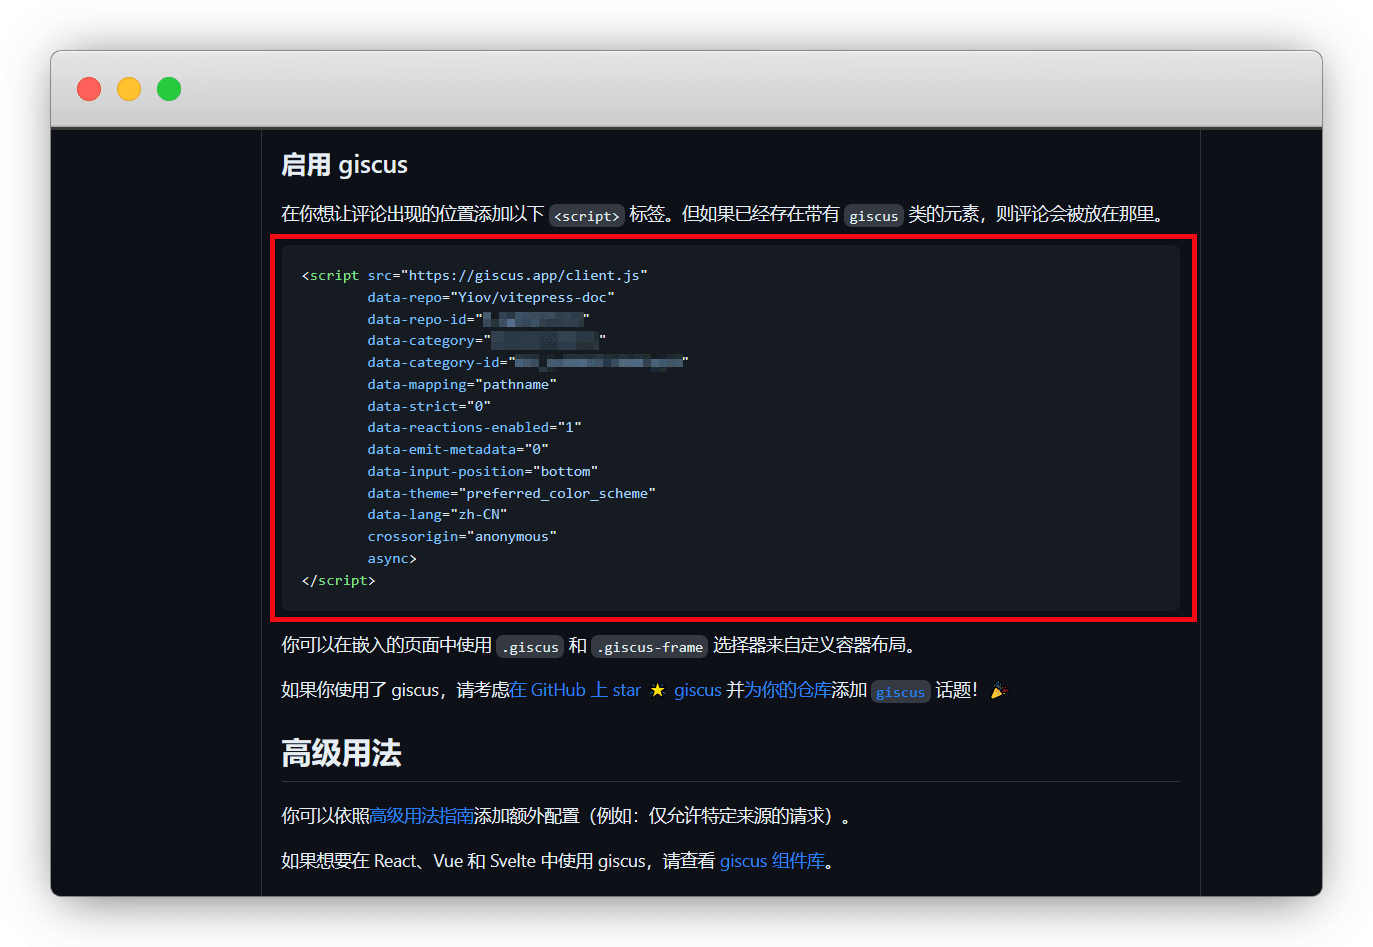 启用 giscus
在你想让评论出现的位置添加以下 <script> 标签。但如果已经存在带有 giscus 类的元素，则评论会被放在那里。
<script src="https://giscus.app/client.js"
data-repo="Yiov/vitepress-doc"
data-repo-id=""
data-category=""
data-category-id=""
data-mapping="pathname"
data-strict="0"
data-reactions-enabled="1"
data-emit-metadata="0"
data-input-position="bottom"
data-theme="preferred_color_scheme"
data-lang="zh-CN"
crossorigin="anonymous"
async>
</script>
你可以在嵌入的页面中使用 .giscus 和 .giscus-frame 选择器来自定义容器布局。
如果你使用了 giscus，请考虑在 GitHub 上 star 🌟 giscus 并为你的仓库添加 giscus 话题！🎉
高级用法
你可以依照高级用法指南添加额外配置（例如：仅允许特定来源的请求）。
如果想要在 React、Vue 和 Svelte 中使用 giscus，请查看 giscus 组件库。